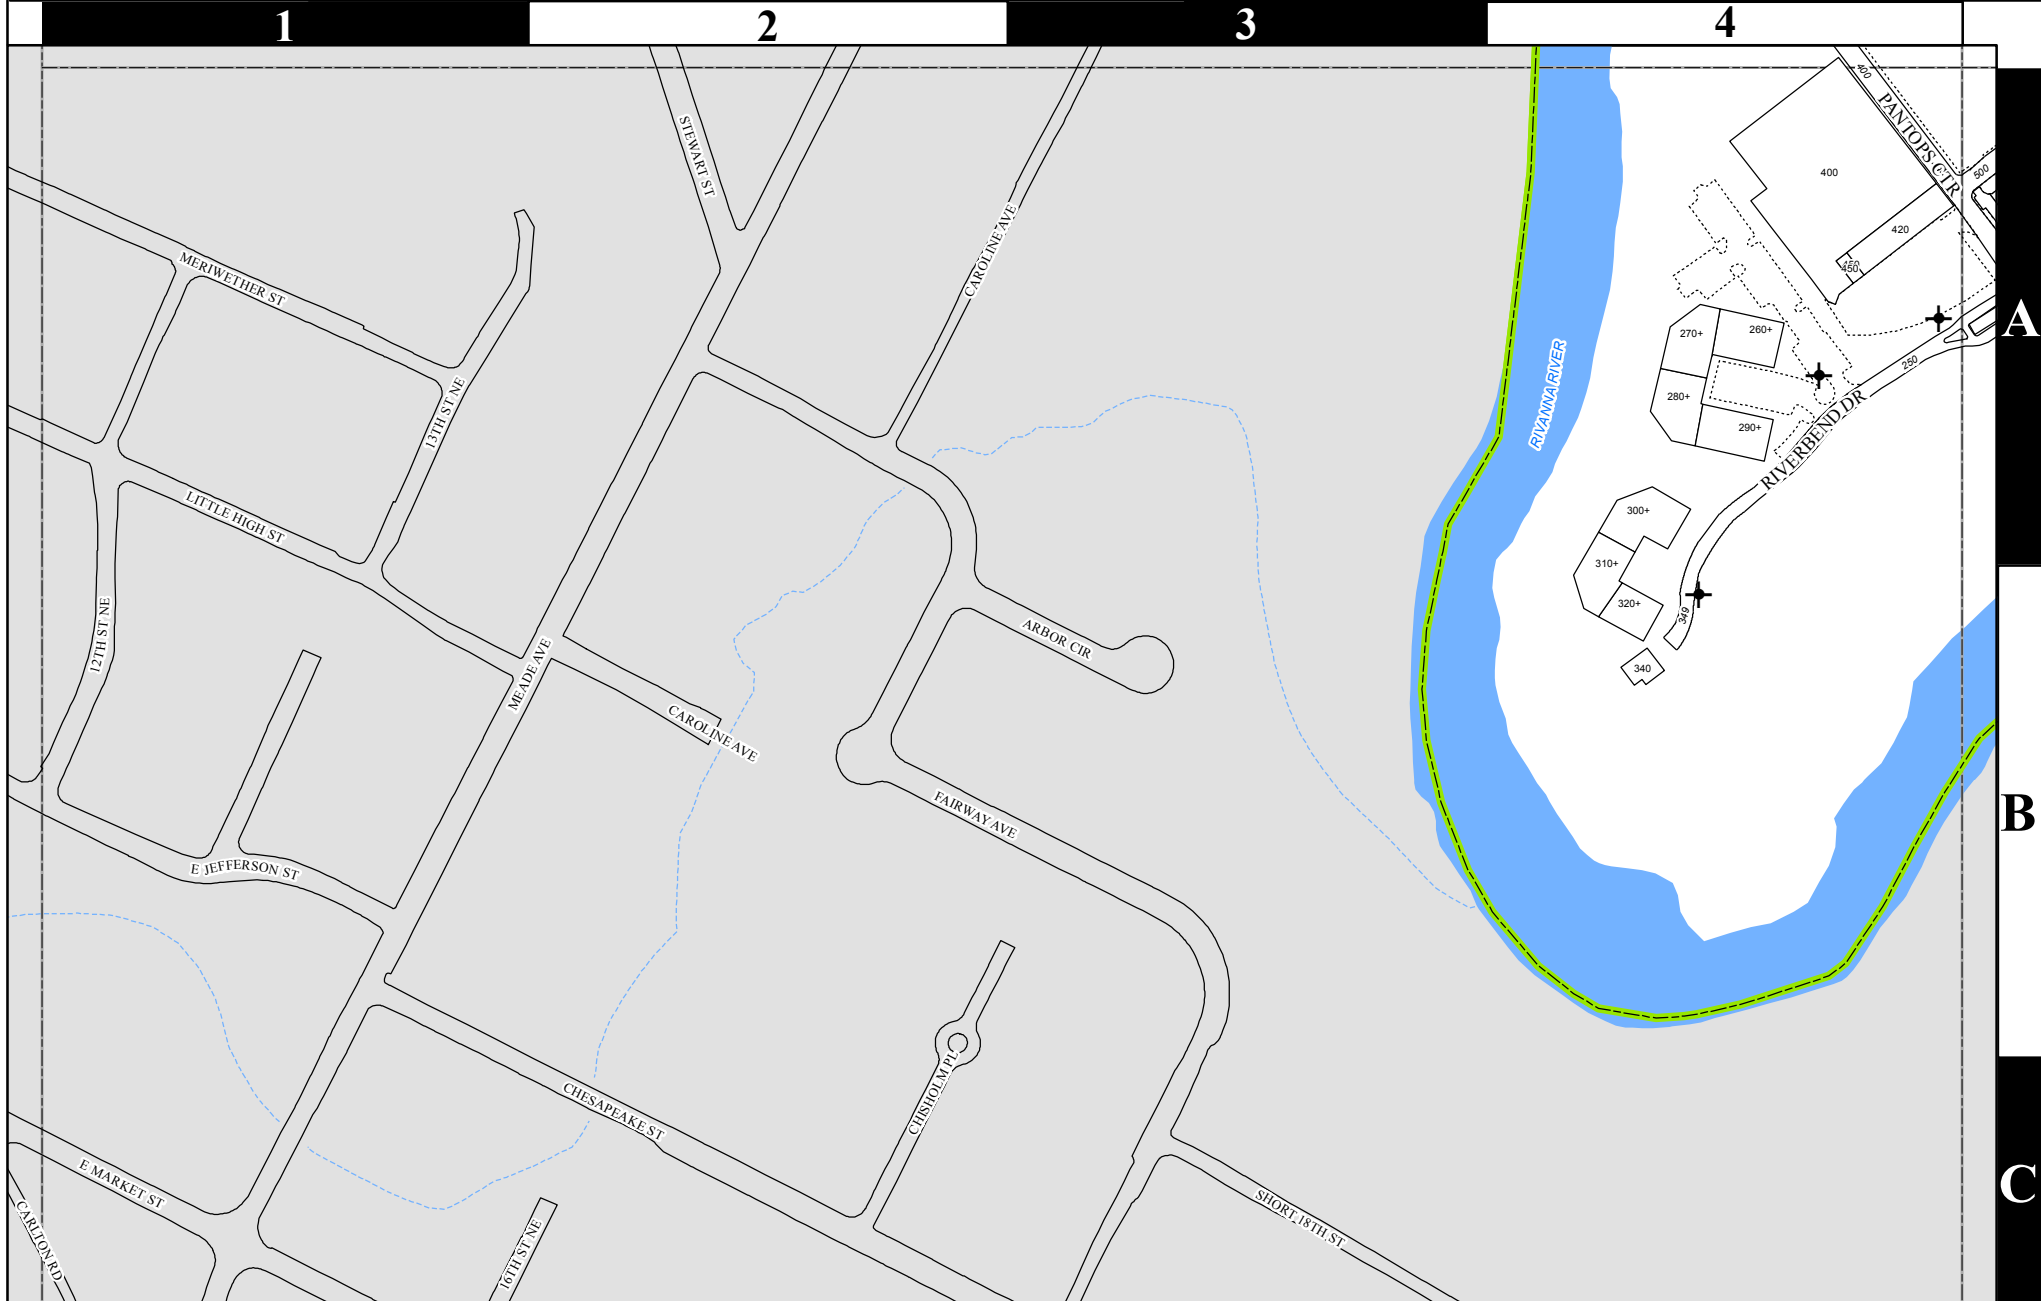 1
2
3
4
A
B
C
STEWART ST
CAROLINE AVE
MERIWETHER ST
13TH ST NE
LITTLE HIGH ST
12TH ST NE
MEADE AVE
CAROLINE AVE
ARBOR CIR
FAIRWAY AVE
E JEFFERSON ST
CHISHOLM PL
CHESAPEAKE ST
E MARKET ST
CARLTON RD
16TH ST NE
SHORT 18TH ST
RIVANNA RIVER
400
PANTOPS CTR
500
400
420
450
450
260+
270+
280+
290+
250
RIVERBEND DR
300+
310+
320+
349
340